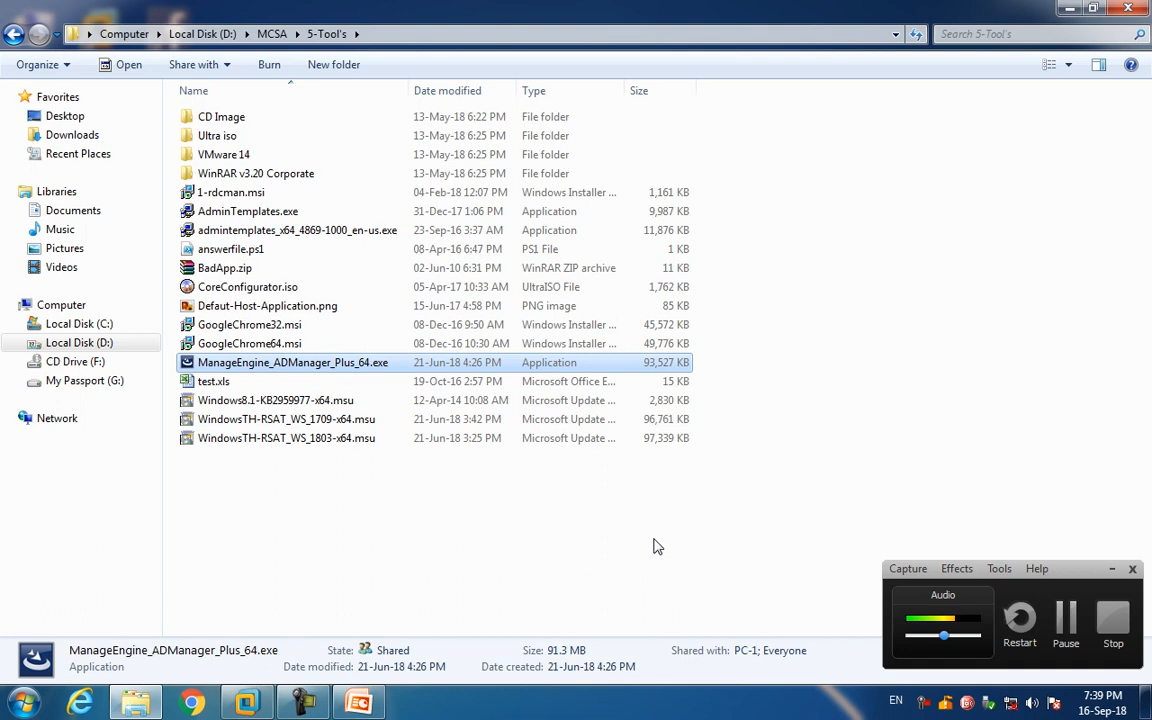 Computer Local Disk (D:) MCSA 5-Tool's Search 5-Tool's
Organize Open Share with Burn New folder
Name Date modified Type Size
Favorites
Desktop
Downloads
Recent Places
Libraries
Documents
Music
Pictures
Videos
Computer
Local Disk (C:)
Local Disk (D:)
CD Drive (F:)
My Passport (G:)
Network
CD Image 13-May-18 6:22 PM File folder
Ultra iso 13-May-18 6:25 PM File folder
VMware 14 13-May-18 6:25 PM File folder
WinRAR v3.20 Corporate 13-May-18 6:25 PM File folder
1-rdcman.msi 04-Feb-18 12:07 PM Windows Installer ... 1,161 KB
AdminTemplates.exe 31-Dec-17 1:06 PM Application 9,987 KB
admintemplates_x64_4869-1000_en-us.exe 23-Sep-16 3:37 AM Application 11,876 KB
answerfile.ps1 08-Apr-16 6:47 PM PS1 File 1 KB
BadApp.zip 02-Jun-10 6:31 PM WinRAR ZIP archive 11 KB
CoreConfigurator.iso 05-Apr-17 10:33 AM UltraISO File 1,762 KB
Defaut-Host-Application.png 15-Jun-17 4:58 PM PNG image 85 KB
GoogleChrome32.msi 08-Dec-16 9:50 AM Windows Installer ... 45,572 KB
GoogleChrome64.msi 08-Dec-16 10:30 AM Windows Installer ... 49,776 KB
ManageEngine_ADManager_Plus_64.exe 21-Jun-18 4:26 PM Application 93,527 KB
test.xls 19-Oct-16 2:57 PM Microsoft Office E... 15 KB
Windows8.1-KB2959977-x64.msu 12-Apr-14 10:08 AM Microsoft Update ... 2,830 KB
WindowsTH-RSAT_WS_1709-x64.msu 21-Jun-18 3:42 PM Microsoft Update ... 96,761 KB
WindowsTH-RSAT_WS_1803-x64.msu 21-Jun-18 3:25 PM Microsoft Update ... 97,339 KB
Capture Effects Tools Help
Audio
Restart Pause Stop
ManageEngine_ADManager_Plus_64.exe State: Shared Size: 91.3 MB Shared with: PC-1; Everyone
Application Date modified: 21-Jun-18 4:26 PM Date created: 21-Jun-18 4:26 PM
EN 7:39 PM
16-Sep-18